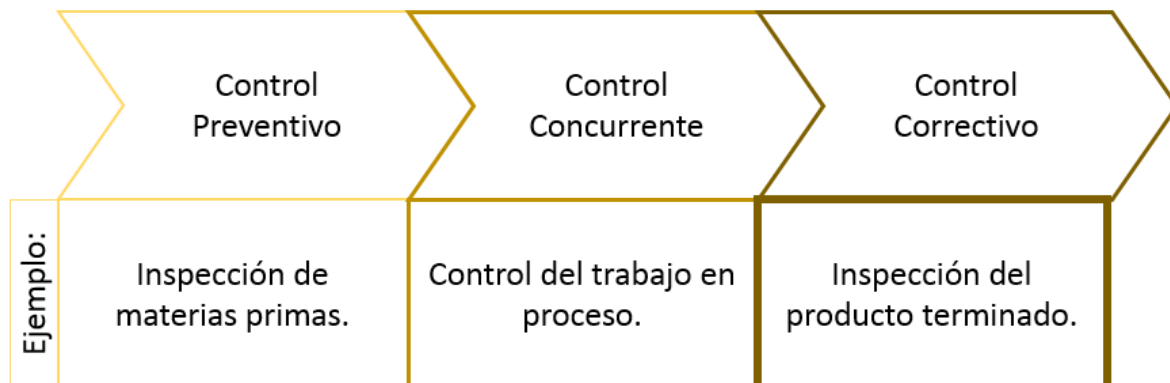 Control
Preventivo
Control
Concurrente
Control
Correctivo
Ejemplo:
Inspección de
materias primas.
Control del trabajo en
proceso.
Inspección del
producto terminado.